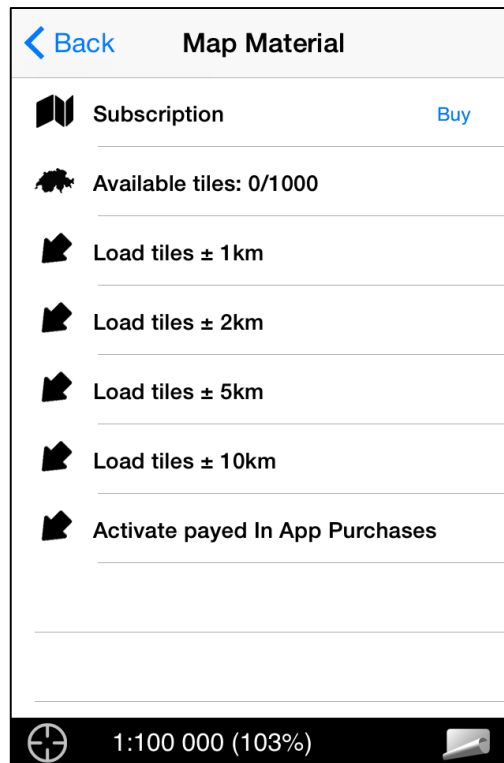 Back
Map Material
Subscription
Buy
Available tiles: 0/1000
Load tiles ± 1km
Load tiles ± 2km
Load tiles ± 5km
Load tiles ± 10km
Activate payed In App Purchases
1:100 000 (103%)